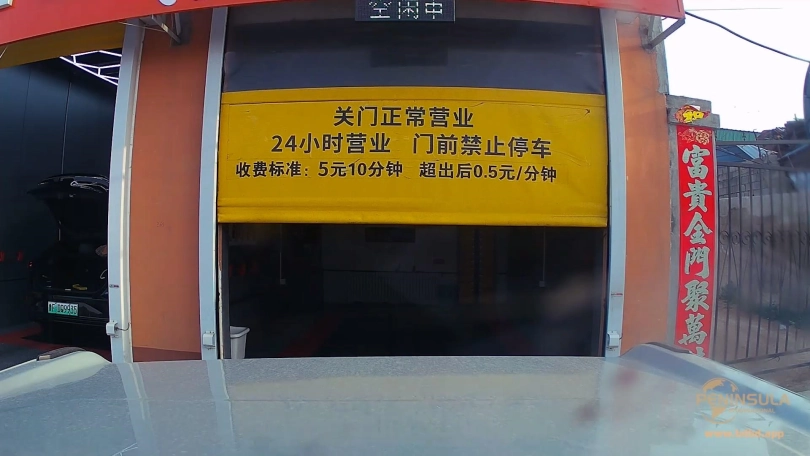 空闲中
关门正常营业
24小时营业 门前禁止停车
收费标准：5元10分钟 超出后0.5元/分钟
富貴金門聚萬
PENINSULA